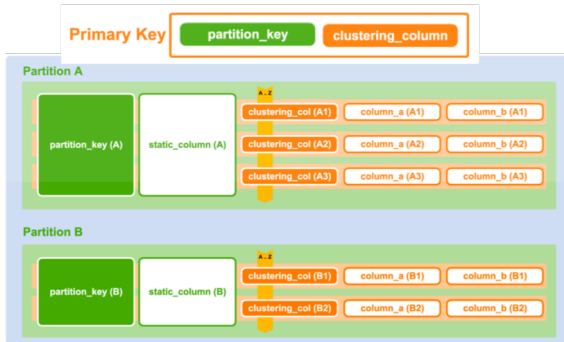 Primary Key partition_key clustering_column
Partition A
A..Z
clustering_col (A1) column_a (A1) column_b (A1)
partition_key (A) static_column (A) clustering_col (A2) column_a (A2) column_b (A2)
clustering_col (A3) column_a (A3) column_b (A3)
Partition B
A..Z
clustering_col (B1) column_a (B1) column_b (B1)
partition_key (B) static_column (B)
clustering_col (B2) column_a (B2) column_b (B2)